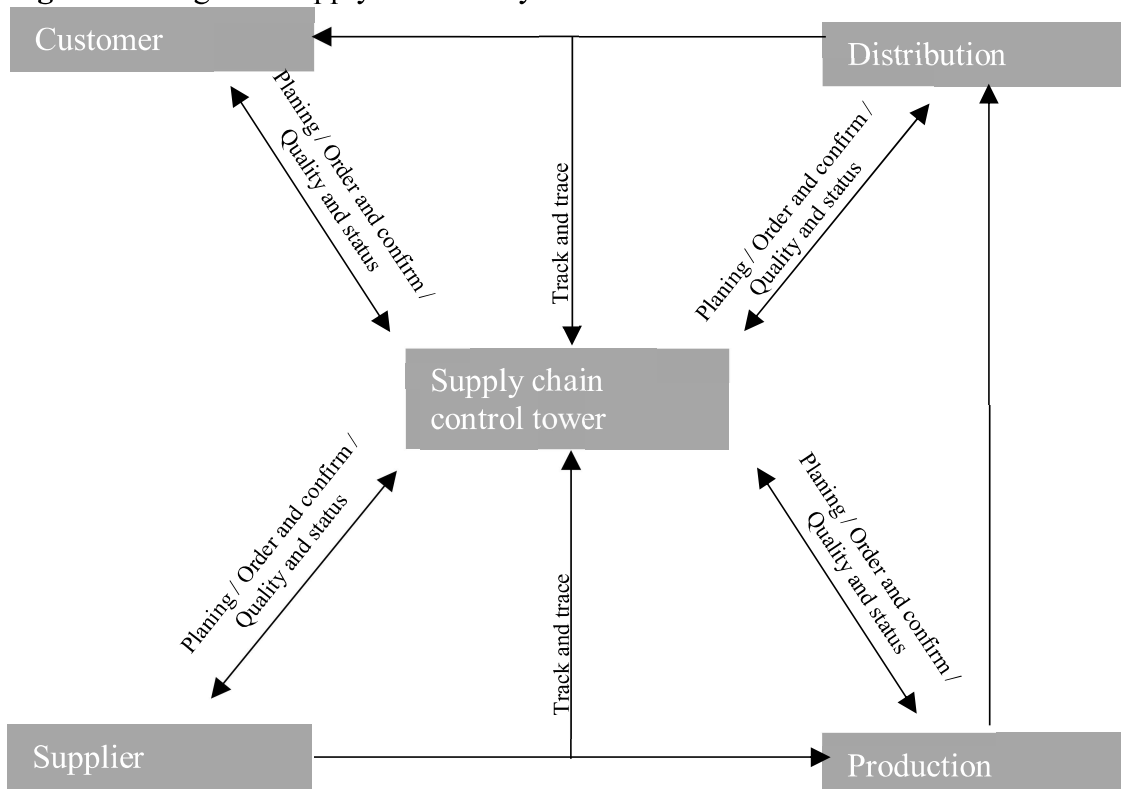 Customer
Distribution
Planing / Order and confirm /
Quality and status
Track and trace
Planing / Order and confirm /
Quality and status
Supply chain
control tower
Planing / Order and confirm /
Quality and status
Track and trace
Planing / Order and confirm /
Quality and status
Supplier
Production